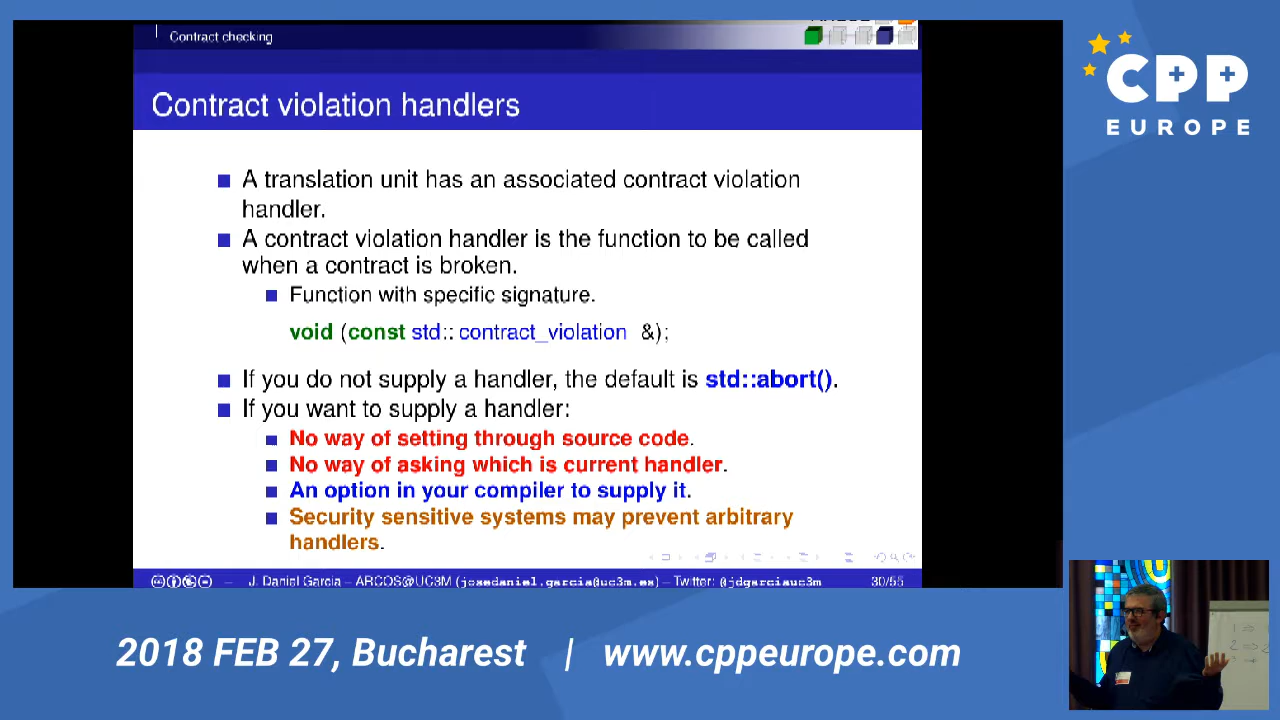 Contract checking
Contract violation handlers
A translation unit has an associated contract violation
handler.
A contract violation handler is the function to be called
when a contract is broken.
Function with specific signature.
void (const std:: contract_violation &);
If you do not supply a handler, the default is std::abort().
If you want to supply a handler:
No way of setting through source code.
No way of asking which is current handler.
An option in your compiler to supply it.
Security sensitive systems may prevent arbitrary
handlers.
– J. Daniel Garcia – ARCOS@UC3M (josedaniel.garcia@uc3m.es) – Twitter: @jdgarciauc3m 30/55
CPP
EUROPE
2018 FEB 27, Bucharest | www.cppeurope.com